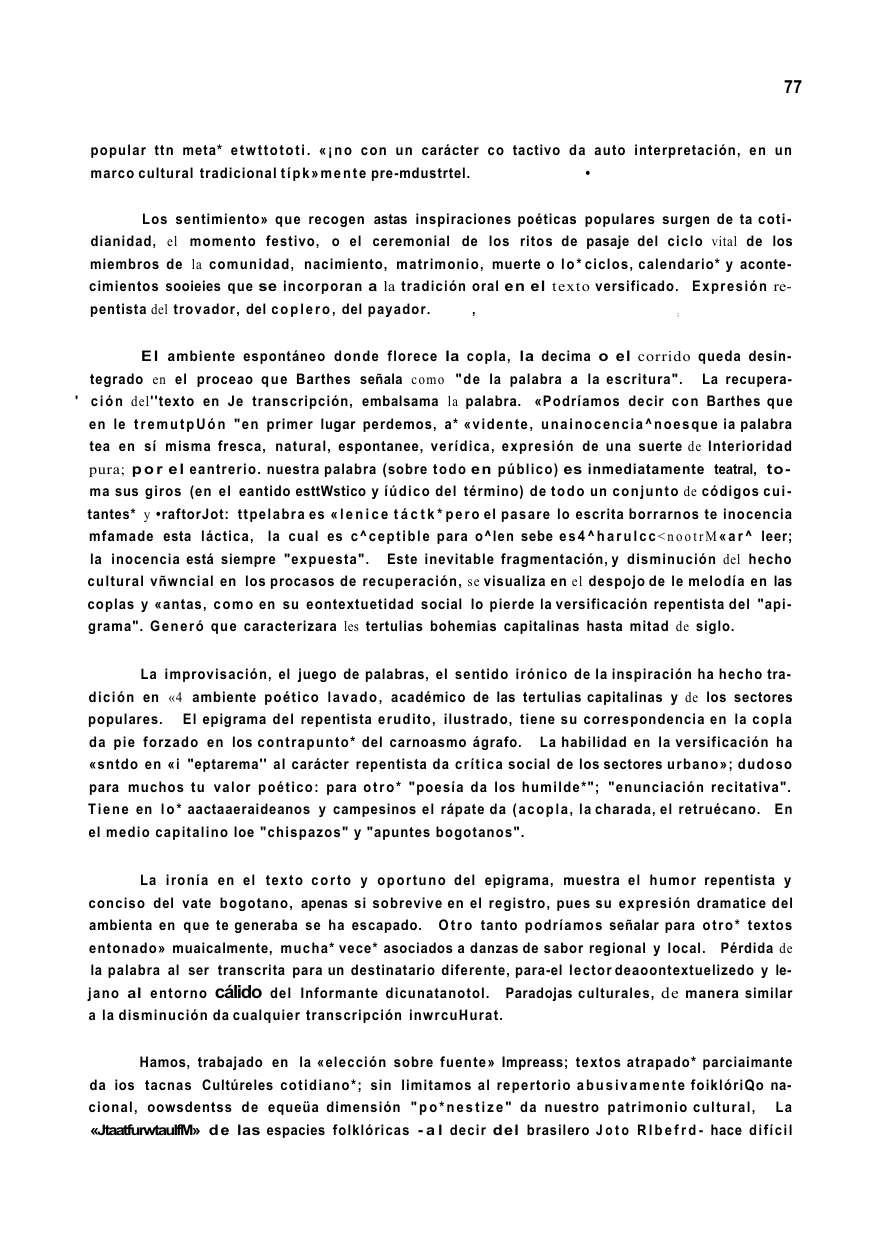 77
popular ttn meta* etwttototi. «¡no con un carácter co tactivo da auto interpretación, en un
marco cultural tradicional típk»mente pre-mdustrtel. •
Los sentimiento» que recogen astas inspiraciones poéticas populares surgen de ta coti-
dianidad, el momento festivo, o el ceremonial de los ritos de pasaje del ciclo vital de los
miembros de la comunidad, nacimiento, matrimonio, muerte o lo* ciclos, calendario* y aconte-
cimientos sooieies que se incorporan a la tradición oral en el texto versificado. Expresión re-
pentista del trovador, del coplero, del payador. ,
El ambiente espontáneo donde florece la copla, la decima o el corrido queda desin-
tegrado en el proceao que Barthes señala como "de la palabra a la escritura". La recupera-
' ción del''texto en Je transcripción, embalsama la palabra. «Podríamos decir con Barthes que
en le tremutpUón "en primer lugar perdemos, a* «vidente, unainocencia^noesque ia palabra
tea en sí misma fresca, natural, espontanee, verídica, expresión de una suerte de Interioridad
pura; por el eantrerio. nuestra palabra (sobre todo en público) es inmediatamente teatral, to-
ma sus giros (en el eantido esttWstico y íúdico del término) de todo un conjunto de códigos cui-
tantes* y •raftorJot: ttpelabra es «lenice táctk*pero el pasare lo escrita borrarnos te inocencia
mfamade esta láctica, la cual es c^ceptible para o^len sebe es4^harulcc<nootrM«ar^ leer;
la inocencia está siempre "expuesta". Este inevitable fragmentación, y disminución del hecho
cultural vñwncial en los procasos de recuperación, se visualiza en el despojo de le melodía en las
coplas y «antas, como en su eontextuetidad social lo pierde la versificación repentista del "api-
grama". Generó que caracterizara les tertulias bohemias capitalinas hasta mitad de siglo.
La improvisación, el juego de palabras, el sentido irónico de la inspiración ha hecho tra-
dición en «4 ambiente poético lavado, académico de las tertulias capitalinas y de los sectores
populares. El epigrama del repentista erudito, ilustrado, tiene su correspondencia en la copla
da pie forzado en los contrapunto* del carnoasmo ágrafo. La habilidad en la versificación ha
«sntdo en «i "eptarema'' al carácter repentista da crítica social de los sectores urbano»; dudoso
para muchos tu valor poético: para otro* "poesía da los humilde*"; "enunciación recitativa".
Tiene en lo* aactaaeraideanos y campesinos el rápate da (acopla, la charada, el retruécano. En
el medio capitalino loe "chispazos" y "apuntes bogotanos".
La ironía en el texto corto y oportuno del epigrama, muestra el humor repentista y
conciso del vate bogotano, apenas si sobrevive en el registro, pues su expresión dramatice del
ambienta en que te generaba se ha escapado. Otro tanto podríamos señalar para otro* textos
entonado» muaicalmente, mucha* vece* asociados a danzas de sabor regional y local. Pérdida de
la palabra al ser transcrita para un destinatario diferente, para-el lector deaoontextuelizedo y le-
jano al entorno cálido del Informante dicunatanotol. Paradojas culturales, de manera similar
a la disminución da cualquier transcripción inwrcuHurat.
Hamos, trabajado en la «elección sobre fuente» Impreass; textos atrapado* parciaimante
da ios tacnas Cultúreles cotidiano*; sin limitamos al repertorio abusivamente foiklóriQo na-
cional, oowsdentss de equeüa dimensión "po*nestize" da nuestro patrimonio cultural, La
«JtaatfurwtaulfM» de las espacies folklóricas -al decir del brasilero Joto Rlbefrd- hace difícil